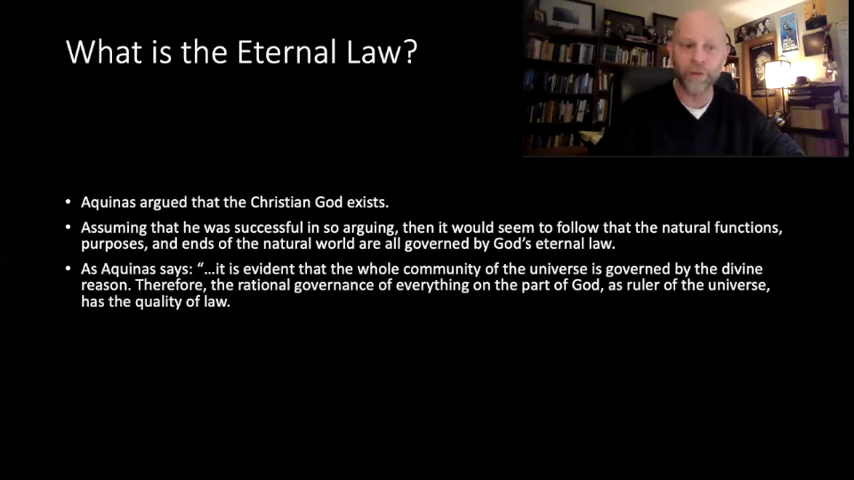 What is the Eternal Law?
• Aquinas argued that the Christian God exists.
• Assuming that he was successful in so arguing, then it would seem to follow that the natural functions,
purposes, and ends of the natural world are all governed by God’s eternal law.
• As Aquinas says: “…it is evident that the whole community of the universe is governed by the divine
reason. Therefore, the rational governance of everything on the part of God, as ruler of the universe,
has the quality of law.